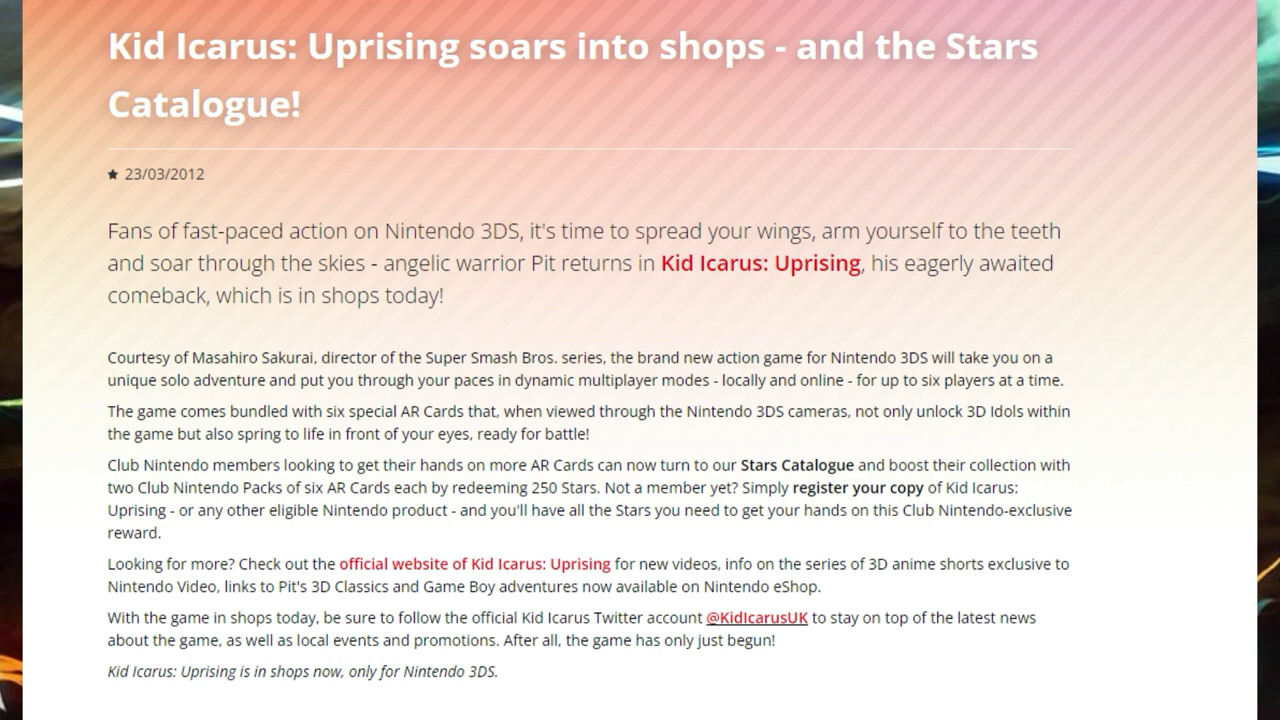 Kid Icarus: Uprising soars into shops - and the Stars
Catalogue!
★ 23/03/2012
Fans of fast-paced action on Nintendo 3DS, it's time to spread your wings, arm yourself to the teeth
and soar through the skies - angelic warrior Pit returns in Kid Icarus: Uprising, his eagerly awaited
comeback, which is in shops today!
Courtesy of Masahiro Sakurai, director of the Super Smash Bros. series, the brand new action game for Nintendo 3DS will take you on a
unique solo adventure and put you through your paces in dynamic multiplayer modes - locally and online - for up to six players at a time.
The game comes bundled with six special AR Cards that, when viewed through the Nintendo 3DS cameras, not only unlock 3D Idols within
the game but also spring to life in front of your eyes, ready for battle!
Club Nintendo members looking to get their hands on more AR Cards can now turn to our Stars Catalogue and boost their collection with
two Club Nintendo Packs of six AR Cards each by redeeming 250 Stars. Not a member yet? Simply register your copy of Kid Icarus:
Uprising - or any other eligible Nintendo product - and you'll have all the Stars you need to get your hands on this Club Nintendo-exclusive
reward.
Looking for more? Check out the official website of Kid Icarus: Uprising for new videos, info on the series of 3D anime shorts exclusive to
Nintendo Video, links to Pit's 3D Classics and Game Boy adventures now available on Nintendo eShop.
With the game in shops today, be sure to follow the official Kid Icarus Twitter account @KidIcarusUK to stay on top of the latest news
about the game, as well as local events and promotions. After all, the game has only just begun!
Kid Icarus: Uprising is in shops now, only for Nintendo 3DS.